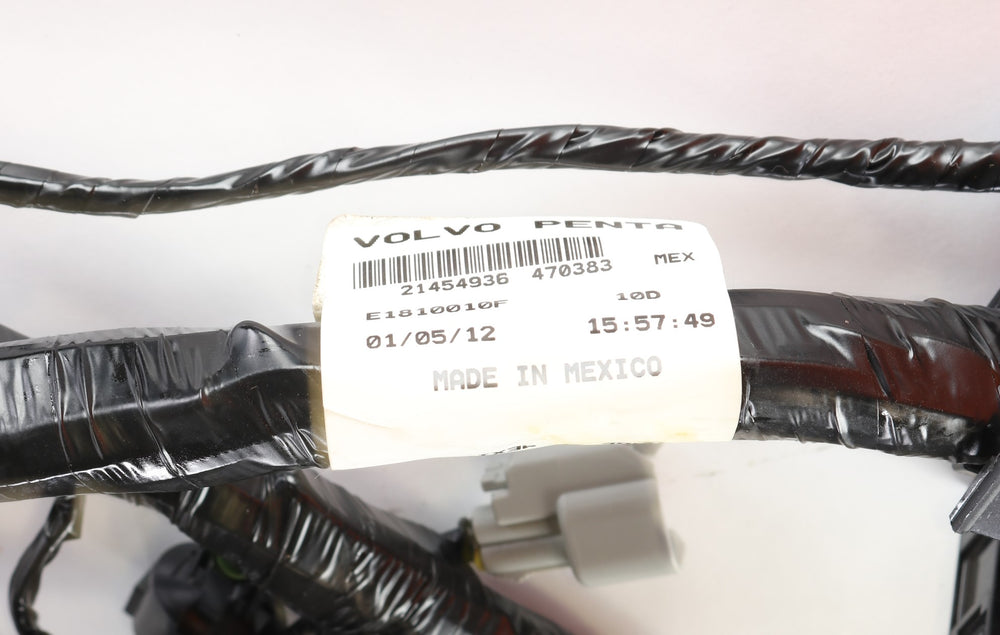 VOLVO PENTA
21454936 470383 MEX
E1810010F 10D
01/05/12 15:57:49
MADE IN MEXICO